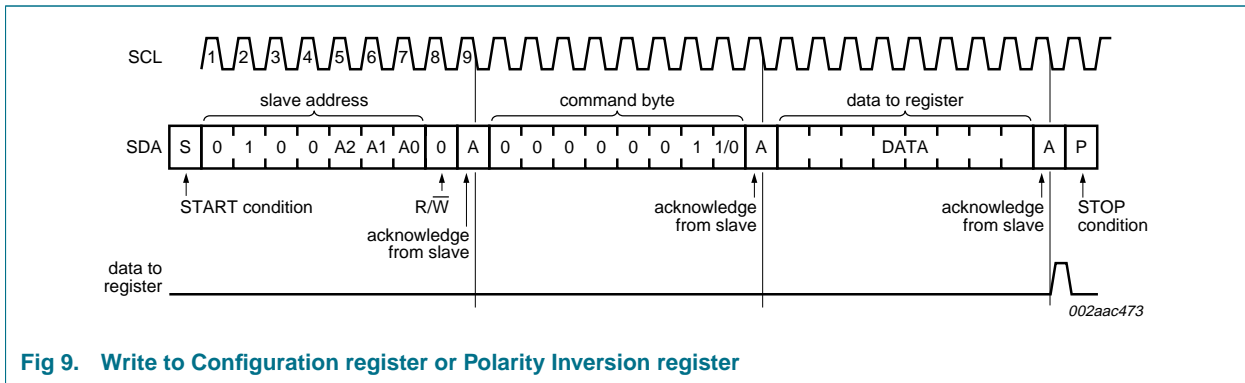 SCL 1 2 3 4 5 6 7 8 9
slave address command byte data to register
SDA S 0 1 0 0 A2 A1 A0 0 A 0 0 0 0 0 0 1 1/0 A DATA A P
START condition R/W̅ acknowledge from slave acknowledge from slave acknowledge from slave STOP condition
data to register
002aac473
Fig 9. Write to Configuration register or Polarity Inversion register